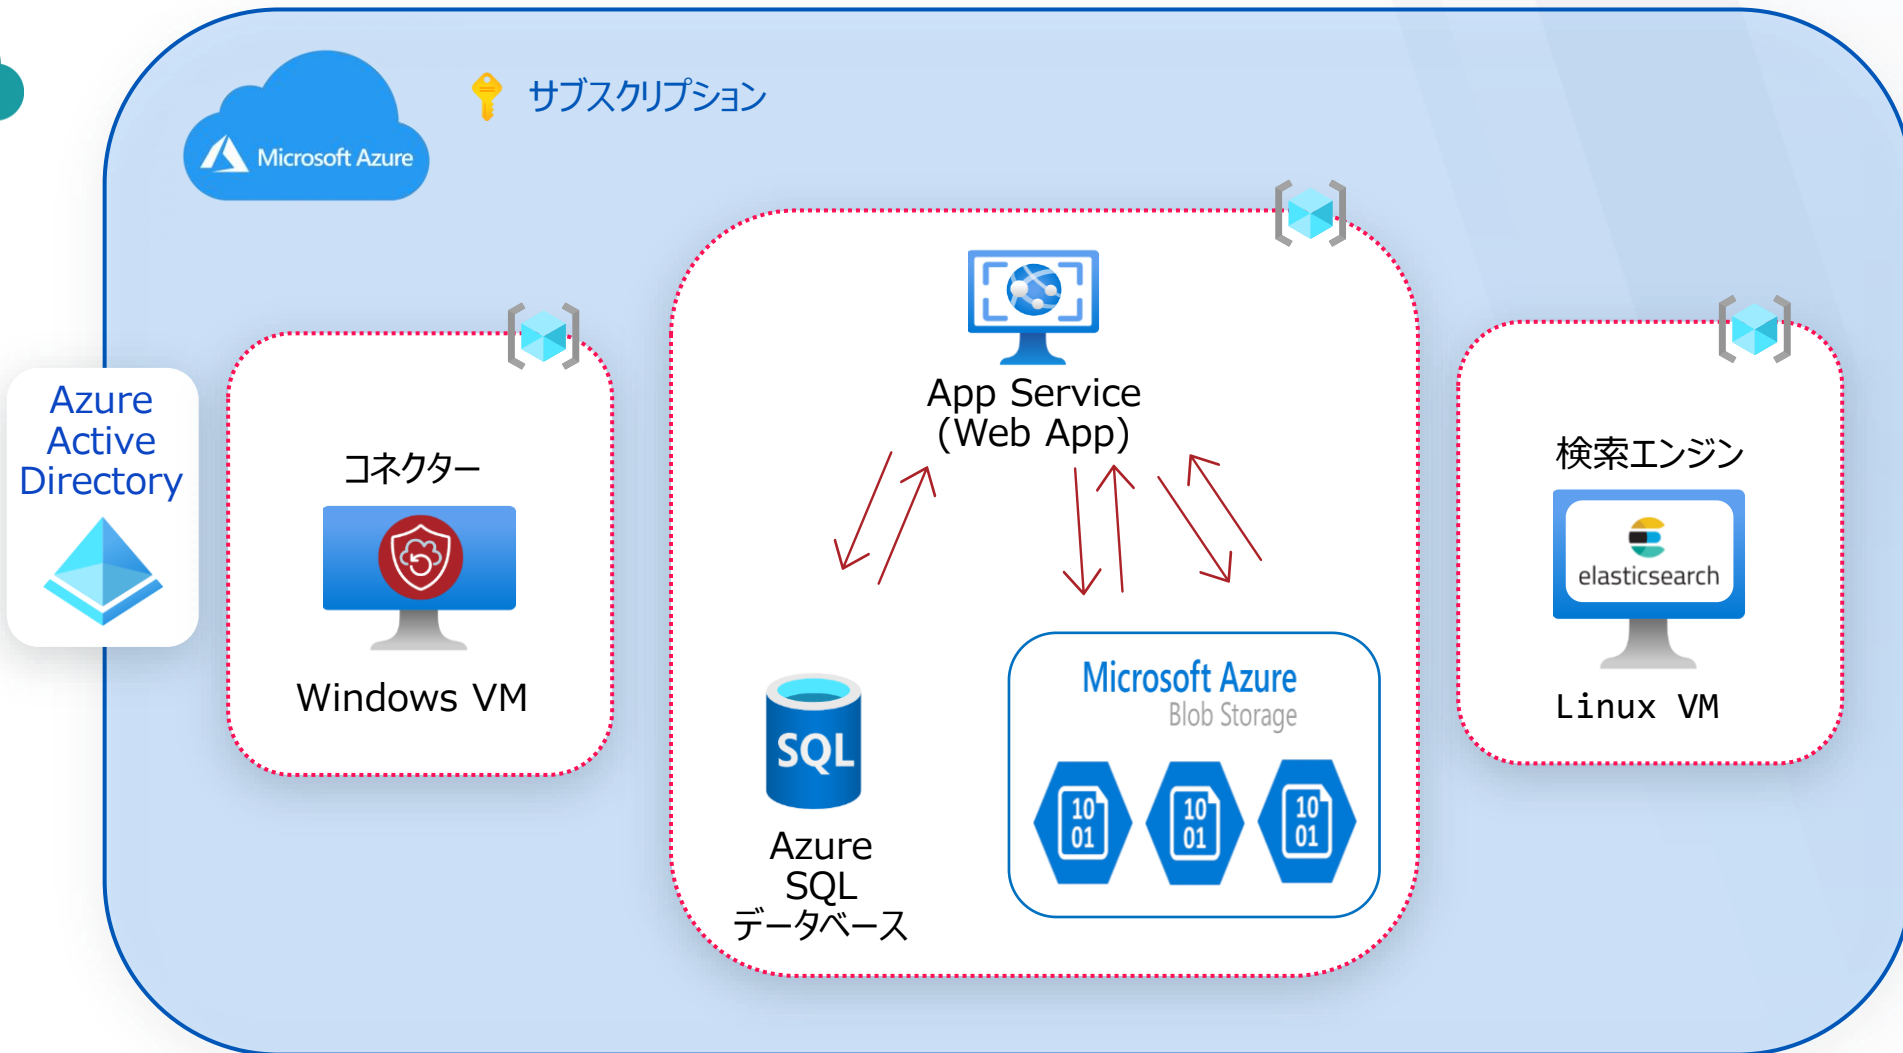 Microsoft Azure
サブスクリプション
Azure
Active
Directory
コネクター
Windows VM
App Service
(Web App)
SQL
Azure
SQL
データベース
Microsoft Azure
Blob Storage
10
01
10
01
10
01
検索エンジン
elasticsearch
Linux VM